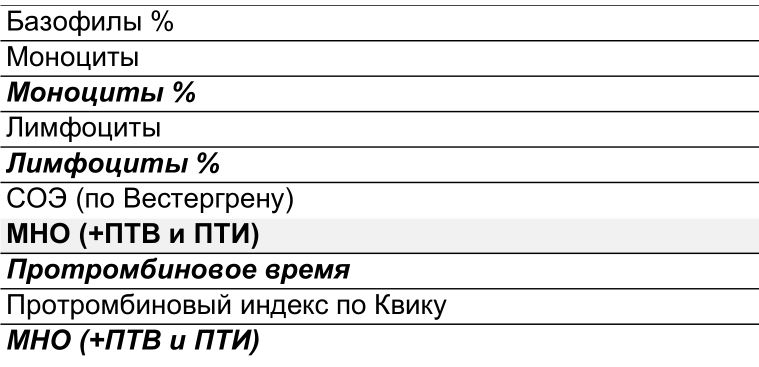 Базофилы %
Моноциты
Моноциты %
Лимфоциты
Лимфоциты %
СОЭ (по Вестергрену)
МНО (+ПТВ и ПТИ)
Протромбиновое время
Протромбиновый индекс по Квику
МНО (+ПТВ и ПТИ)